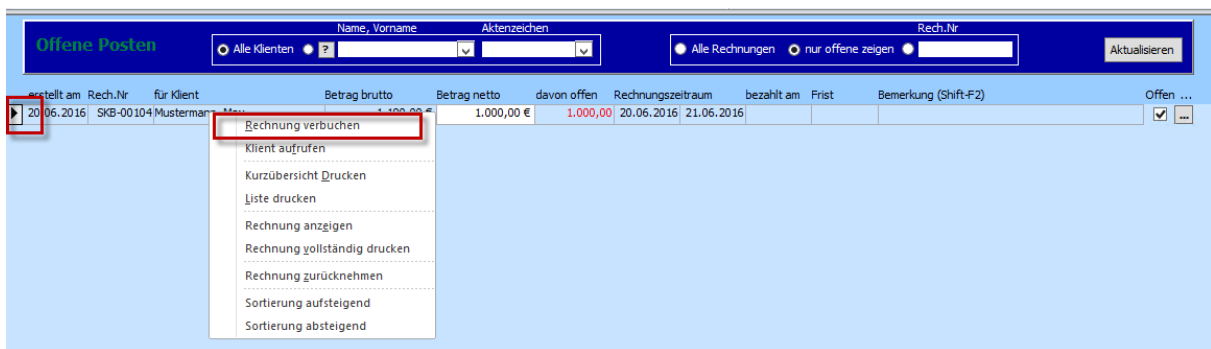 Name, Vorname Aktenzeichen Rech.Nr
Offene Posten Alle Klienten ? Alle Rechnungen nur offene zeigen Aktualisieren
erstellt am Rech.Nr für Klient Betrag brutto Betrag netto davon offen Rechnungszeitraum bezahlt am Frist Bemerkung (Shift-F2) Offen ...
20.06.2016 SKB-00104 1.000,00 € 1.000,00 20.06.2016 21.06.2016 ...
Rechnung verbuchen
Klient aufrufen
Kurzübersicht Drucken
Liste drucken
Rechnung anzeigen
Rechnung vollständig drucken
Rechnung zurücknehmen
Sortierung aufsteigend
Sortierung absteigend